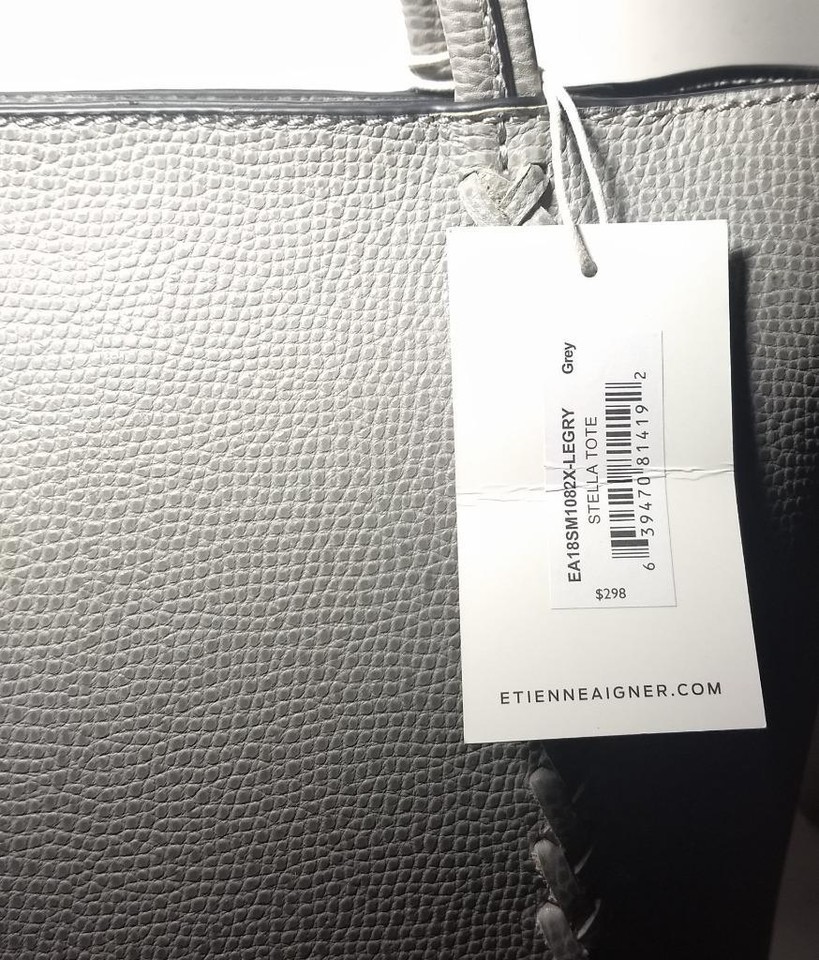 EA18SM1082X-LEGRY Grey
STELLA TOTE
6 39470 81419 2
$298
ETIENNEAIGNER.COM